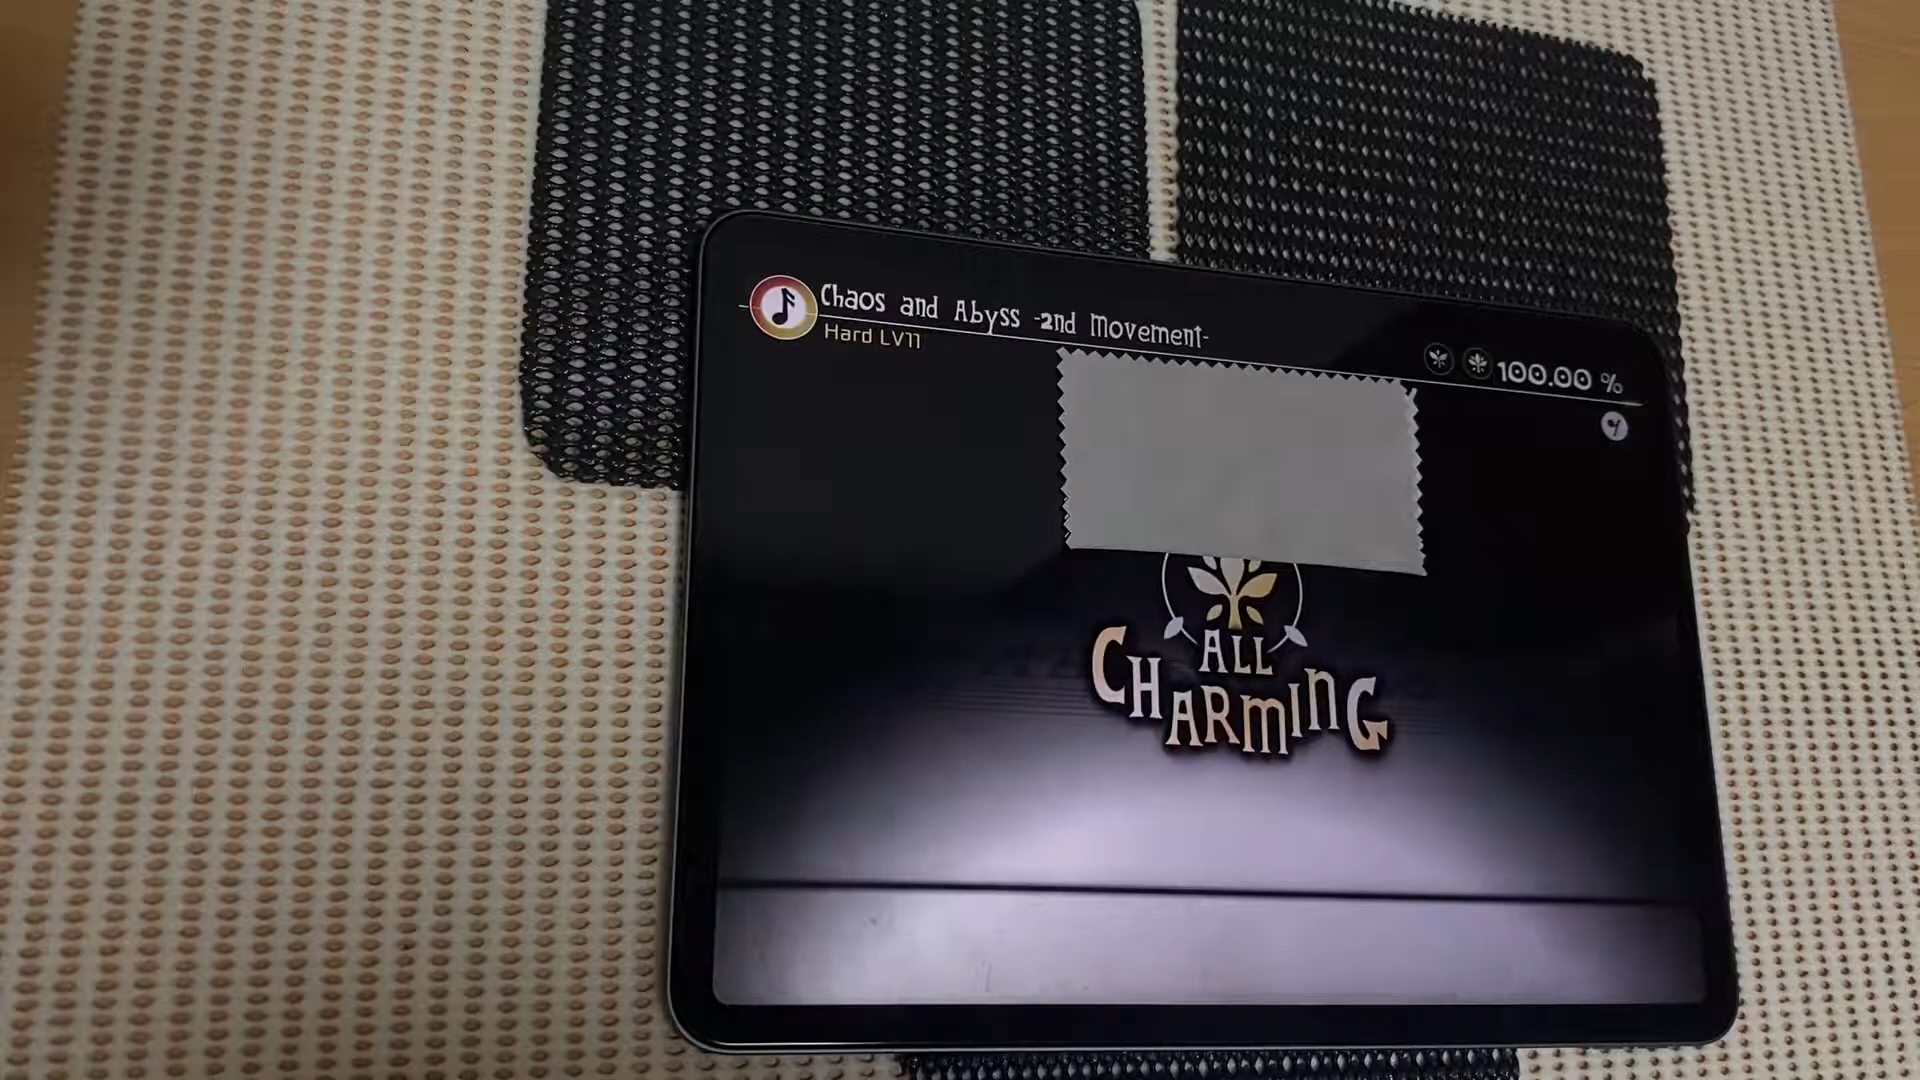 Chaos and Abyss -2nd Movement-
Hard LV11
100.00 %
ALL
CHARMING